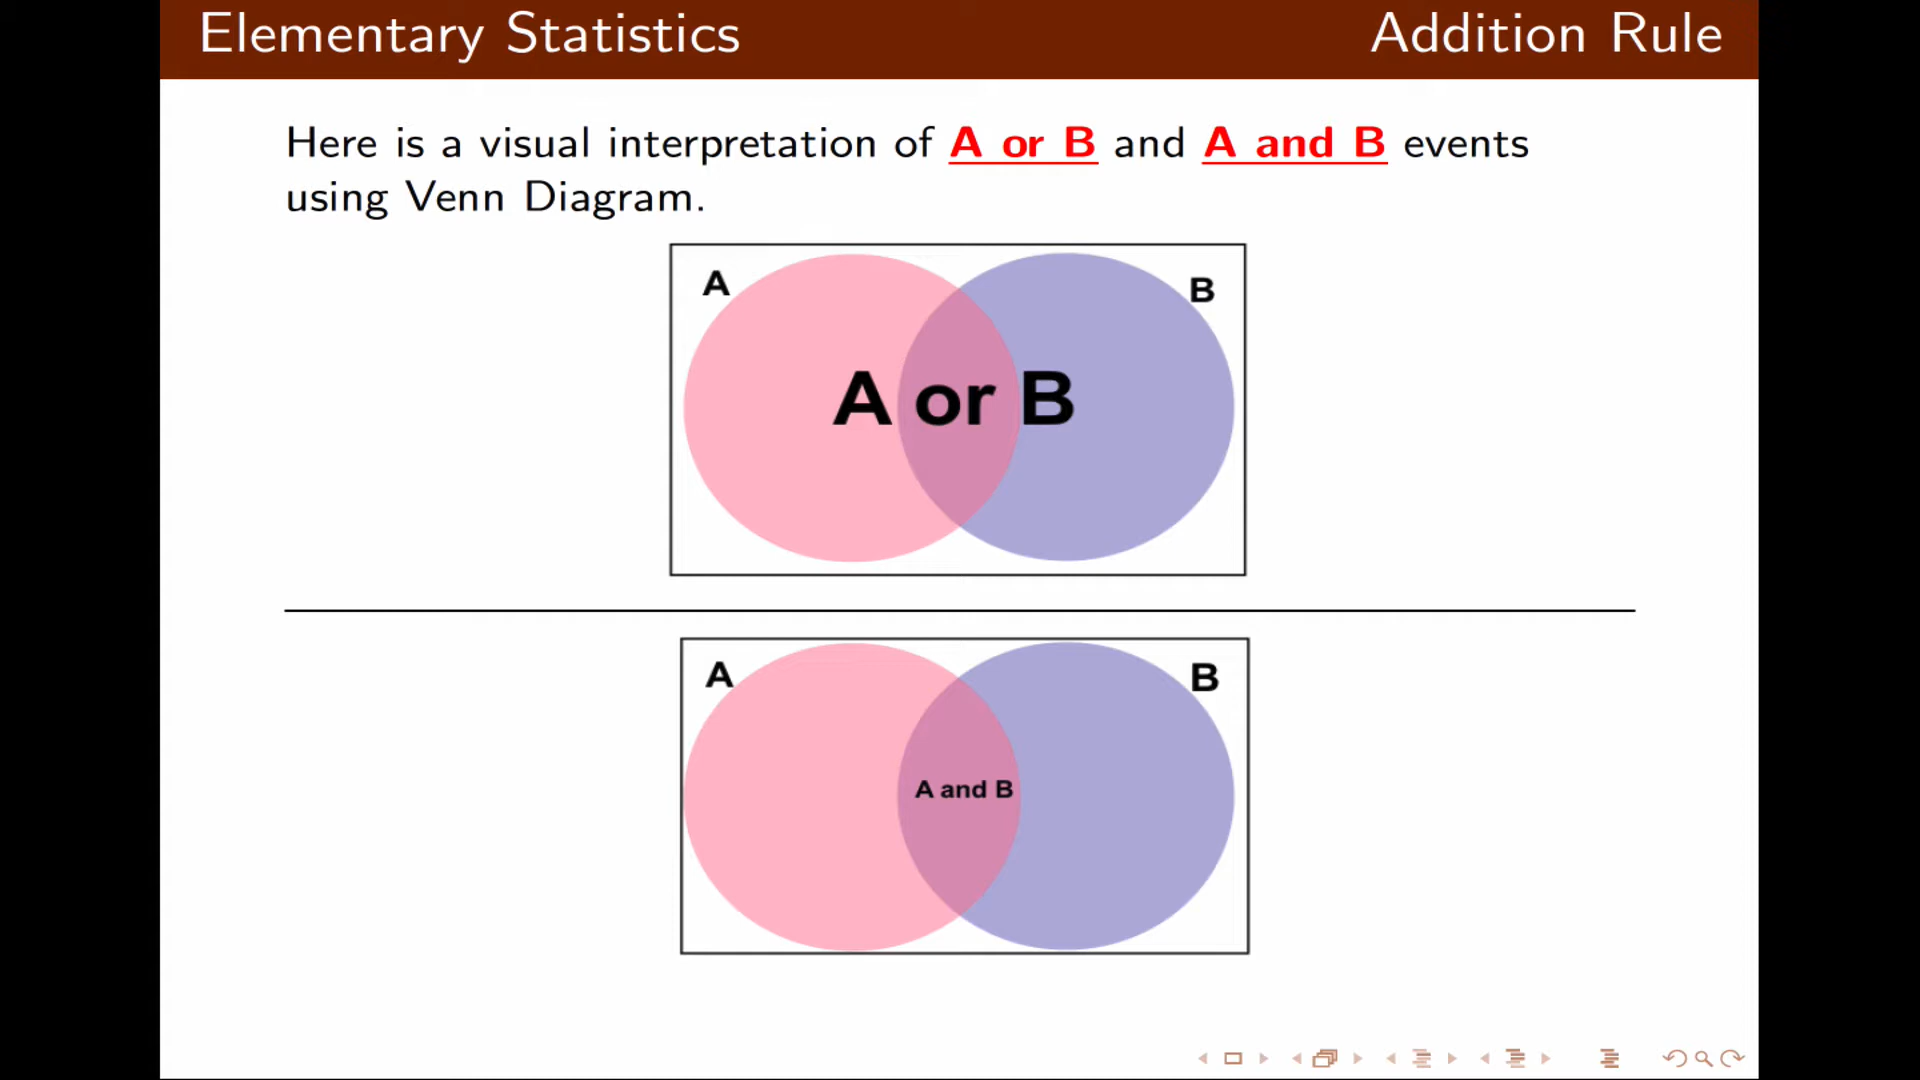 Elementary Statistics Addition Rule
Here is a visual interpretation of A or B and A and B events
using Venn Diagram.
A B
A or B
A B
A and B